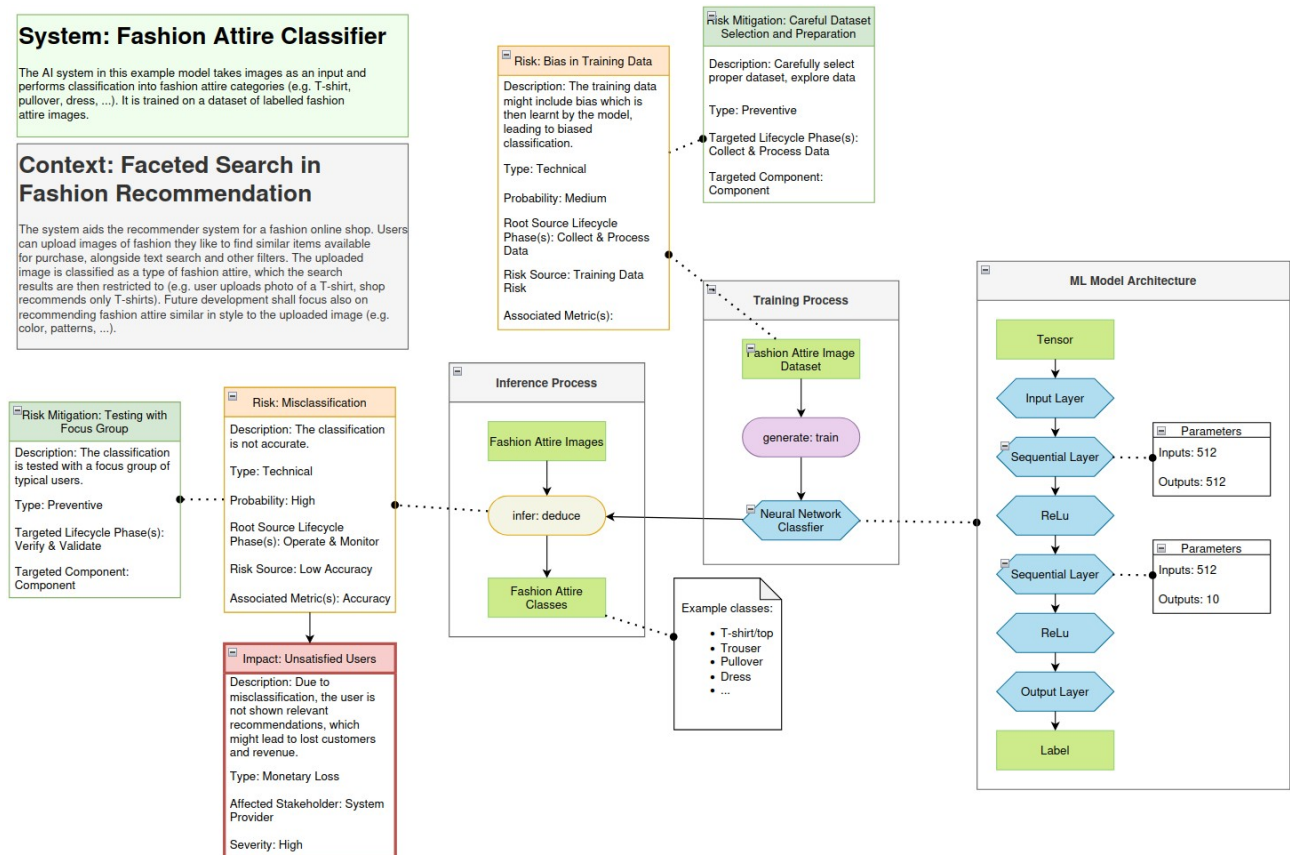 System: Fashion Attire Classifier
The AI system in this example model takes images as an input and
performs classification into fashion attire categories (e.g. T-shirt,
pullover, dress, ...). It is trained on a dataset of labelled fashion
attire images.
Context: Faceted Search in
Fashion Recommendation
The system aids the recommender system for a fashion online shop. Users
can upload images of fashion they like to find similar items available
for purchase, alongside text search and other filters. The uploaded
image is classified as a type of fashion attire, which the search
results are then restricted to (e.g. user uploads photo of a T-shirt, shop
recommends only T-shirts). Future development shall focus also on
recommending fashion attire similar in style to the uploaded image (e.g.
color, patterns, ...).
Risk: Bias in Training Data
Description: The training data
might include bias which is
then learnt by the model,
leading to biased
classification.
Type: Technical
Probability: Medium
Root Source Lifecycle
Phase(s): Collect & Process
Data
Risk Source: Training Data
Risk
Associated Metric(s):
Risk Mitigation: Careful Dataset
Selection and Preparation
Description: Carefully select
proper dataset, explore data
Type: Preventive
Targeted Lifecycle Phase(s):
Collect & Process Data
Targeted Component:
Component
Risk Mitigation: Testing with
Focus Group
Description: The classification
is tested with a focus group of
typical users.
Type: Preventive
Targeted Lifecycle Phase(s):
Verify & Validate
Targeted Component:
Component
Risk: Misclassification
Description: The classification
is not accurate.
Type: Technical
Probability: High
Root Source Lifecycle
Phase(s): Operate & Monitor
Risk Source: Low Accuracy
Associated Metric(s): Accuracy
Impact: Unsatisfied Users
Description: Due to
misclassification, the user is
not shown relevant
recommendations, which
might lead to lost customers
and revenue.
Type: Monetary Loss
Affected Stakeholder: System
Provider
Severity: High
Inference Process
Fashion Attire Images
infer: deduce
Fashion Attire
Classes
Training Process
Fashion Attire Image
Dataset
generate: train
Neural Network
Classfier
Example classes:
• T-shirt/top
• Trouser
• Pullover
• Dress
• ...
ML Model Architecture
Tensor
Input Layer
Sequential Layer
ReLu
Sequential Layer
ReLu
Output Layer
Label
Parameters
Inputs: 512
Outputs: 512
Parameters
Inputs: 512
Outputs: 10